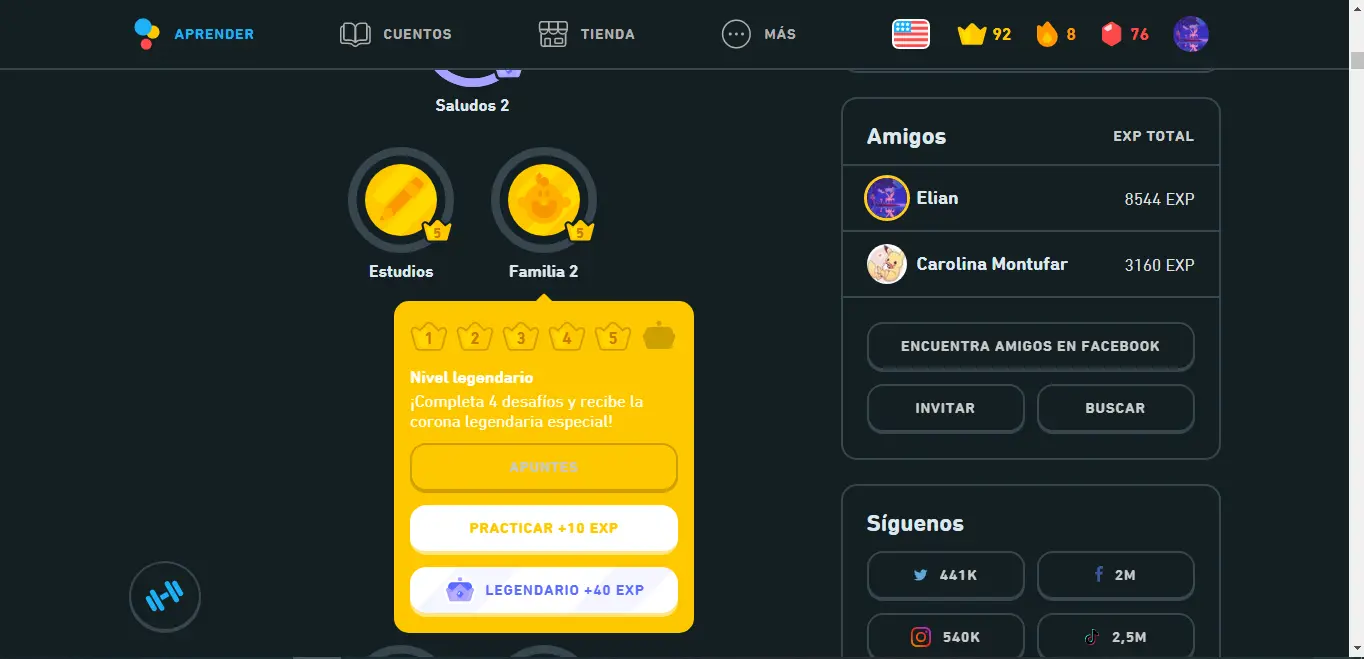 APRENDER
CUENTOS
TIENDA
MÁS
92
8
76
Saludos 2
5
5
Estudios
Familia 2
1 2 3 4 5
Nivel legendario
¡Completa 4 desafíos y recibe la
corona legendaria especial!
APUNTES
PRACTICAR +10 EXP
LEGENDARIO +40 EXP
Amigos
EXP TOTAL
Elian
8544 EXP
Carolina Montufar
3160 EXP
ENCUENTRA AMIGOS EN FACEBOOK
INVITAR
BUSCAR
Síguenos
441K
2M
540K
2,5M